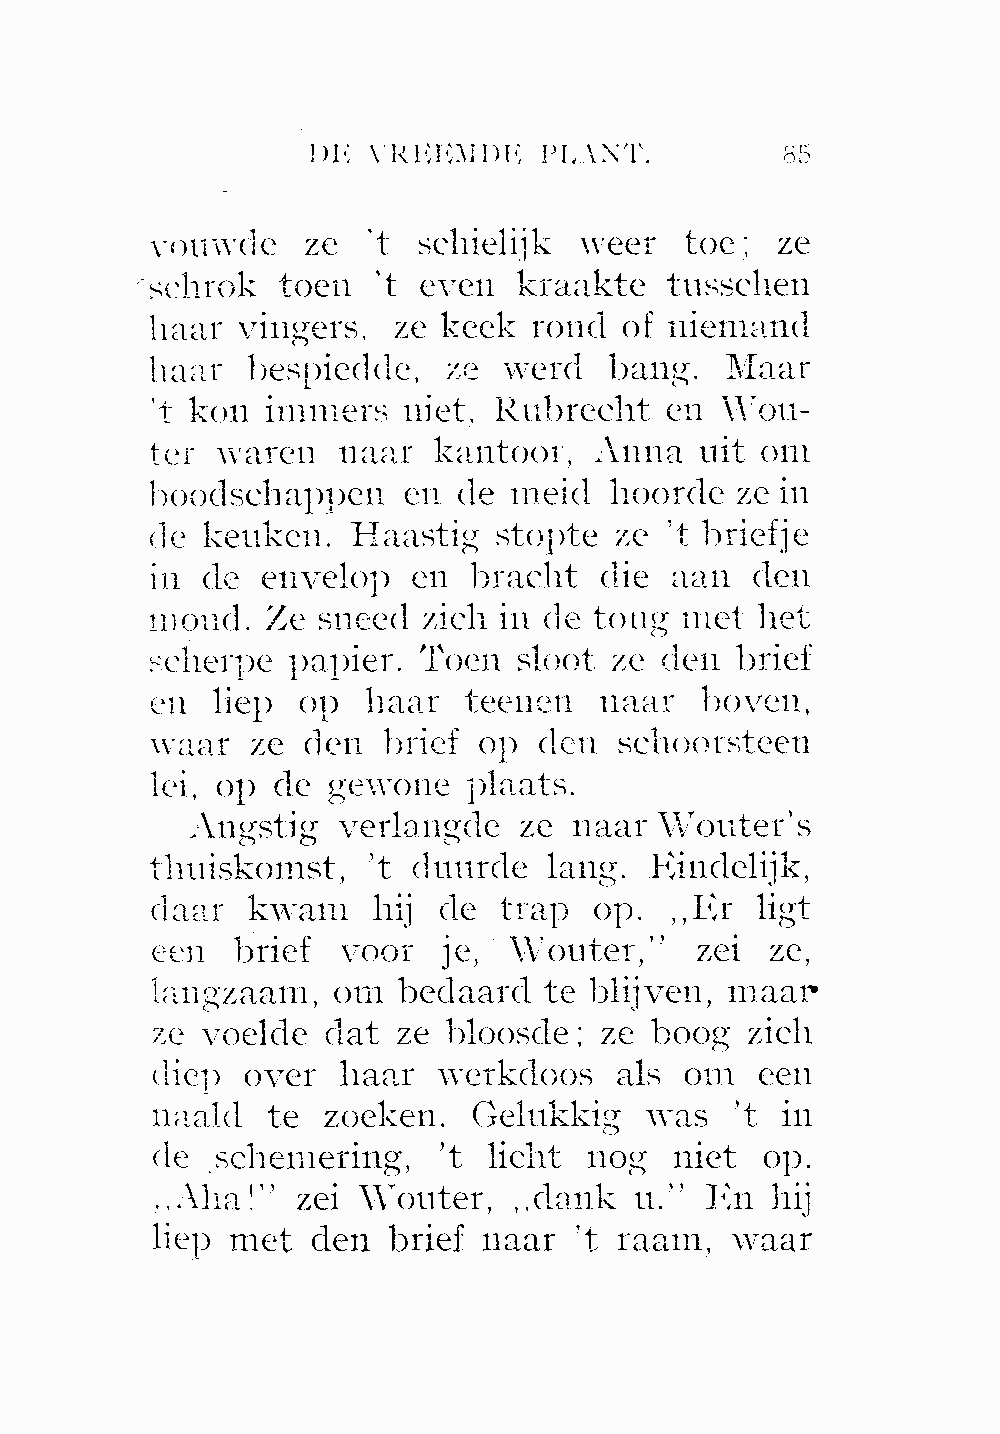 DE VREEMDE PLANT. 85
vouwde ze 't schielijk weer toe; ze
schrok toen 't even kraakte tusschen
haar vingers, ze keek rond of niemand
haar bespiedde, ze werd bang. Maar
't kon immers niet, Rubrecht en Wou-
ter waren naar kantoor, Anna uit om
boodschappen en de meid hoorde ze in
de keuken. Haastig stopte ze 't briefje
in de envelop en bracht die aan den
mond. Ze sneed zich in de tong met het
scherpe papier. Toen sloot ze den brief
en liep op haar teenen naar boven,
waar ze den brief op den schoorsteen
lei, op de gewone plaats.
Angstig verlangde ze naar Wouter's
thuiskomst, 't duurde lang. Eindelijk,
daar kwam hij de trap op. „Er ligt
een brief voor je, Wouter,” zei ze,
langzaam, om bedaard te blijven, maar
ze voelde dat ze bloosde; ze boog zich
diep over haar werkdoos als om een
naald te zoeken. Gelukkig was 't in
de schemering, 't licht nog niet op.
„Aha!” zei Wouter, „dank u.” En hij
liep met den brief naar 't raam, waar